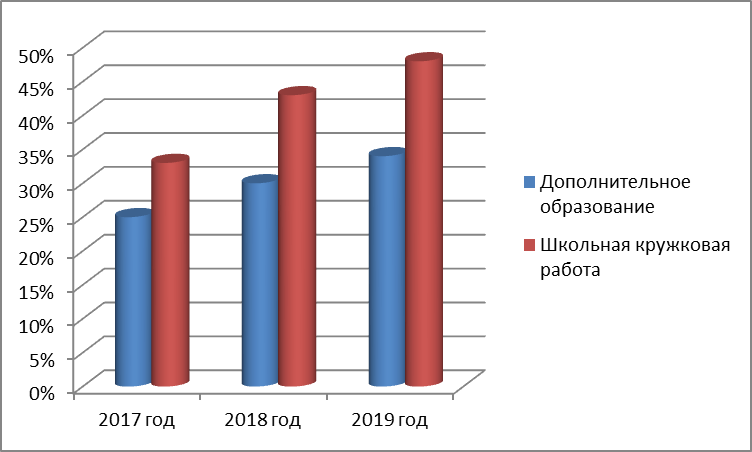 50%
45%
40%
35%
30%
25%
20%
15%
10%
5%
0%
2017 год
2018 год
2019 год
Дополнительное
образование
Школьная кружковая
работа